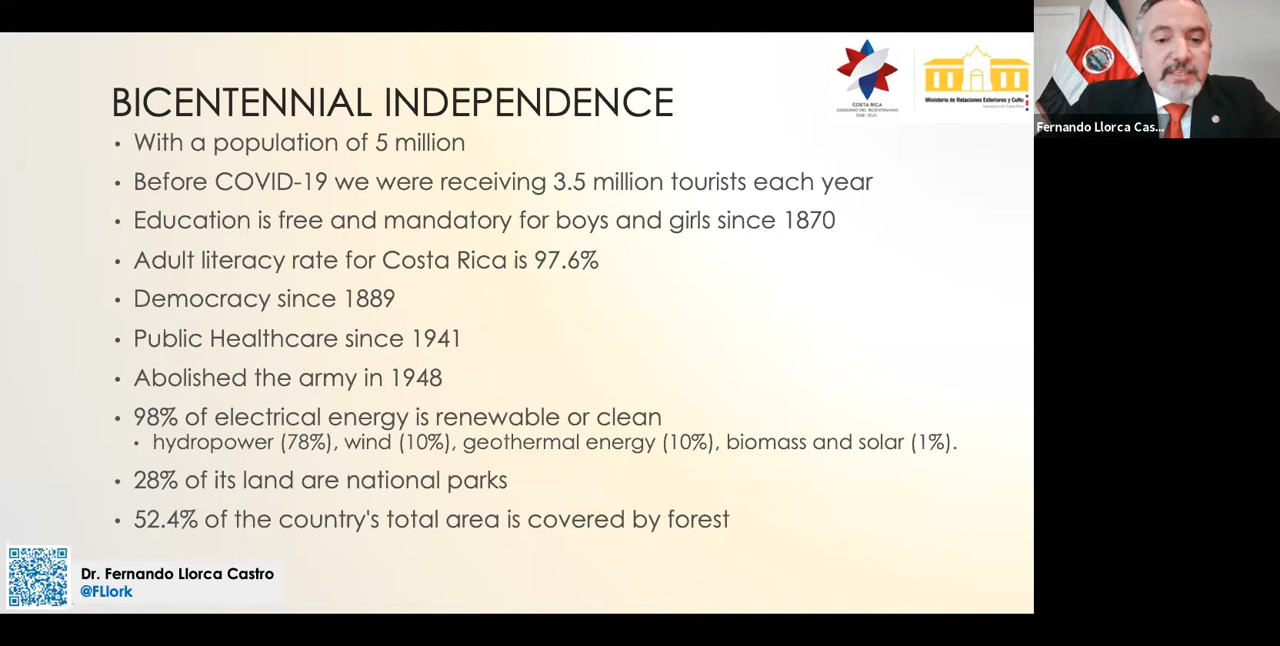 BICENTENNIAL INDEPENDENCE
• With a population of 5 million
• Before COVID-19 we were receiving 3.5 million tourists each year
• Education is free and mandatory for boys and girls since 1870
• Adult literacy rate for Costa Rica is 97.6%
• Democracy since 1889
• Public Healthcare since 1941
• Abolished the army in 1948
• 98% of electrical energy is renewable or clean
• hydropower (78%), wind (10%), geothermal energy (10%), biomass and solar (1%).
• 28% of its land are national parks
• 52.4% of the country's total area is covered by forest
COSTA RICA
GOBIERNO DEL BICENTENARIO
Ministerio de Relaciones Exteriores y Culto
Fernando Llorca Cas...
Dr. Fernando Llorca Castro
@FLlork